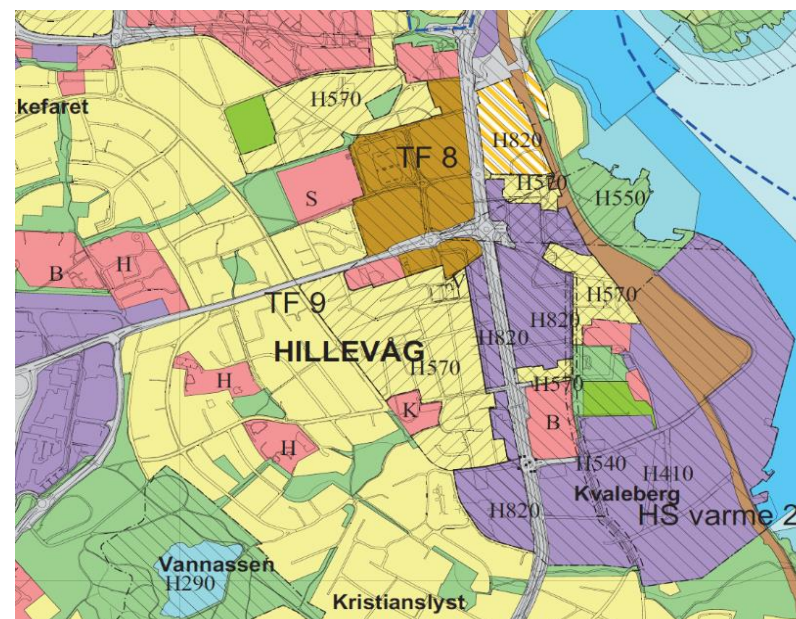 kkefaret
H570
TF 8
H820
H570
H550
S
B
H
TF 9
H570
H820
H820
HILLEVÅG
H570
H570
H
K
B
H
H540
H410
Kvaleberg
H820
HS varme 2
Vannassen
H290
Kristianslyst